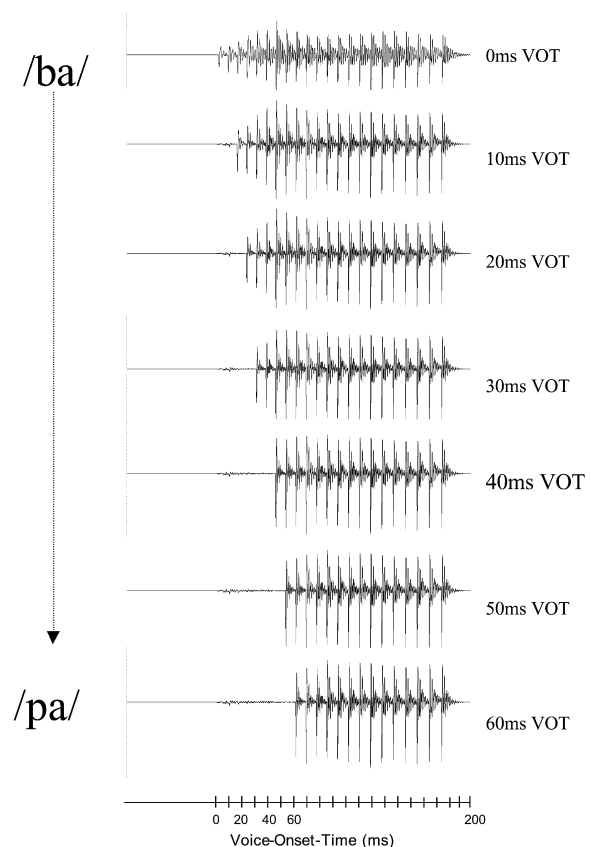 /ba/
0ms VOT
10ms VOT
20ms VOT
30ms VOT
40ms VOT
50ms VOT
/pa/
60ms VOT
0 20 40 60 200
Voice-Onset-Time (ms)